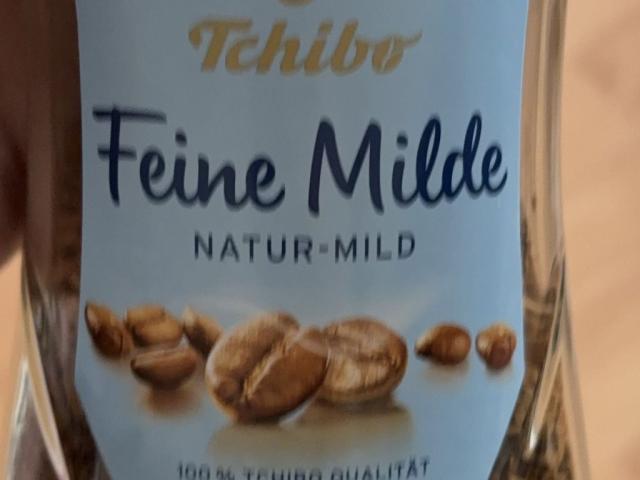 Tchibo
Feine Milde
NATUR-MILD
100 % TCHIBO QUALITÄT